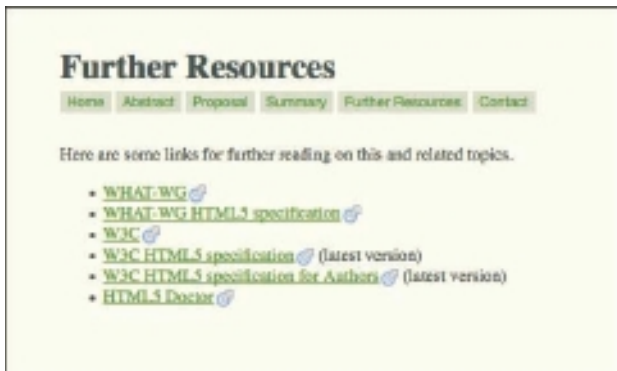 Further Resources
Home Abstract Proposal Summary Further Resources Contact
Here are some links for further reading on this and related topics.
WHAT-WG
WHAT-WG HTML5 specification
W3C
W3C HTML5 specification (latest version)
W3C HTML5 specification for Authors (latest version)
HTML5 Doctor